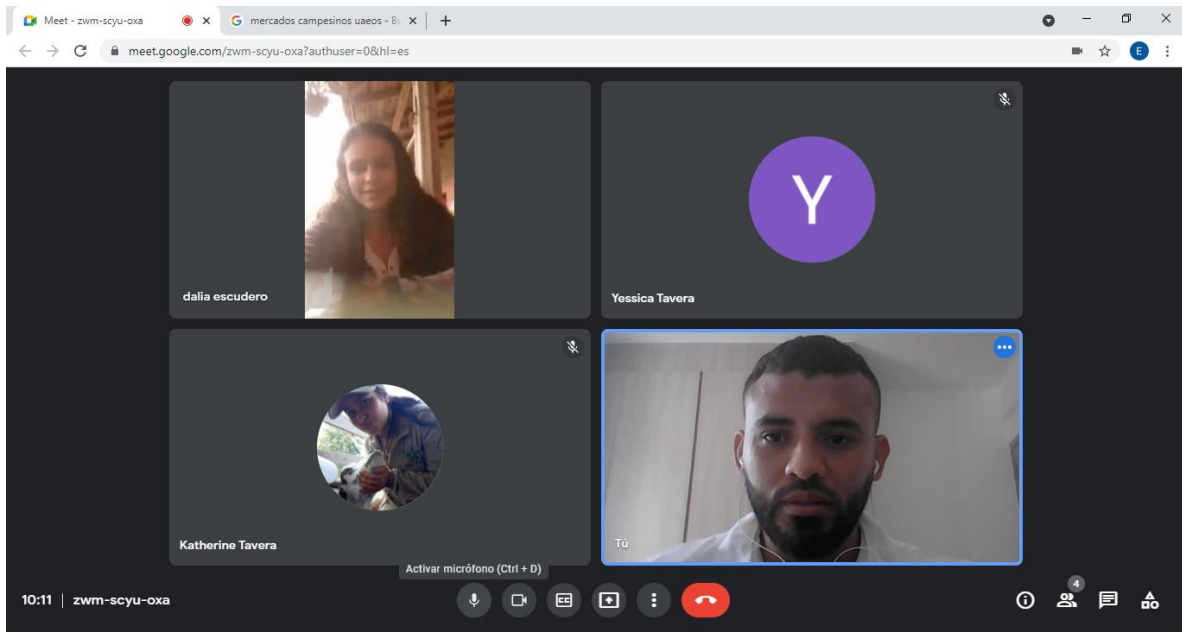 Meet - zwm-scyu-oxa
G mercados campesinos uaeos - B
meet.google.com/zwm-scyu-oxa?authuser=0&hl=es
E
dalia escudero
Y
Yessica Tavera
Katherine Tavera
Tú
Activar micrófono (Ctrl + D)
10:11 | zwm-scyu-oxa
CC
4